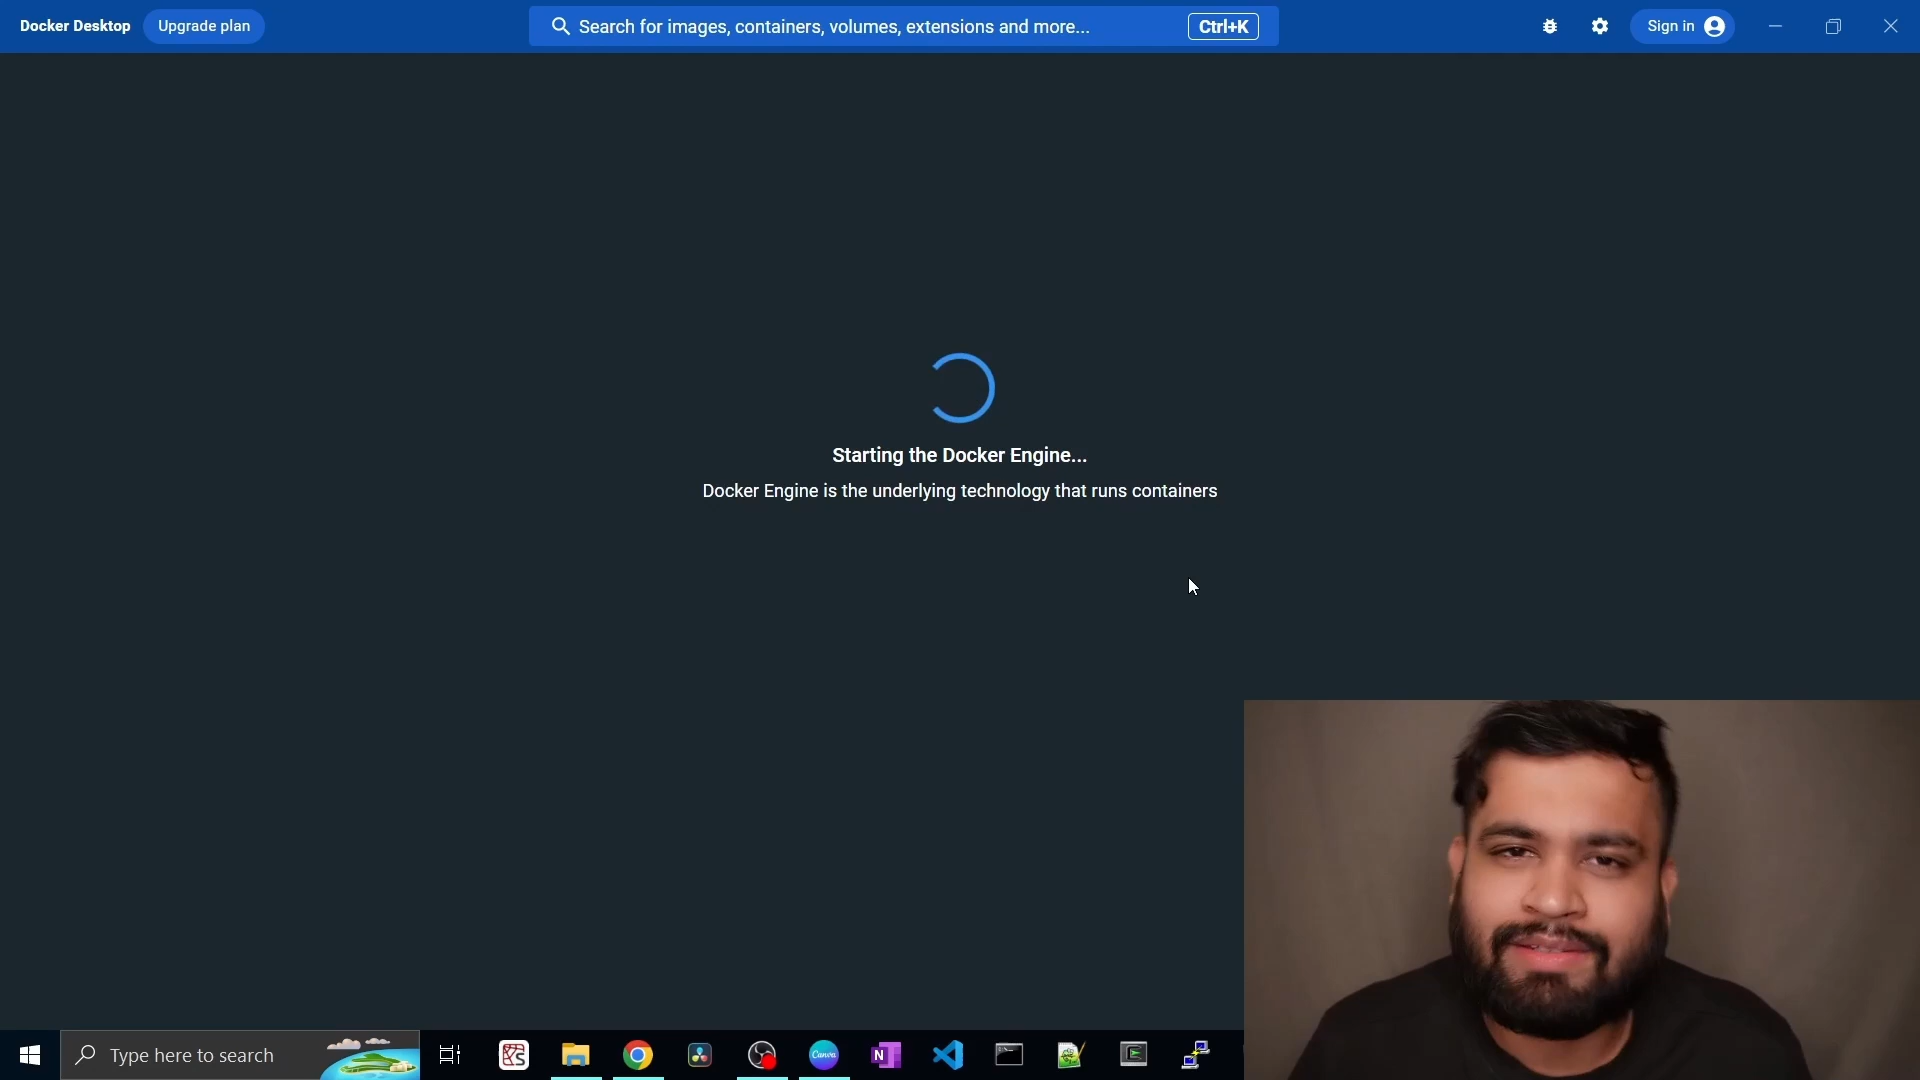 Docker Desktop
Upgrade plan
Search for images, containers, volumes, extensions and more...
Ctrl+K
Sign in
Starting the Docker Engine...
Docker Engine is the underlying technology that runs containers
Type here to search
Canva
N